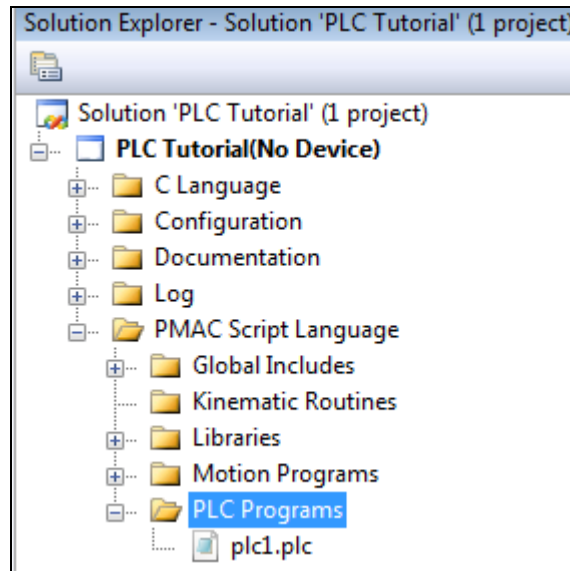 Solution Explorer - Solution 'PLC Tutorial' (1 project)
Solution 'PLC Tutorial' (1 project)
PLC Tutorial(No Device)
C Language
Configuration
Documentation
Log
PMAC Script Language
Global Includes
Kinematic Routines
Libraries
Motion Programs
PLC Programs
plc1.plc